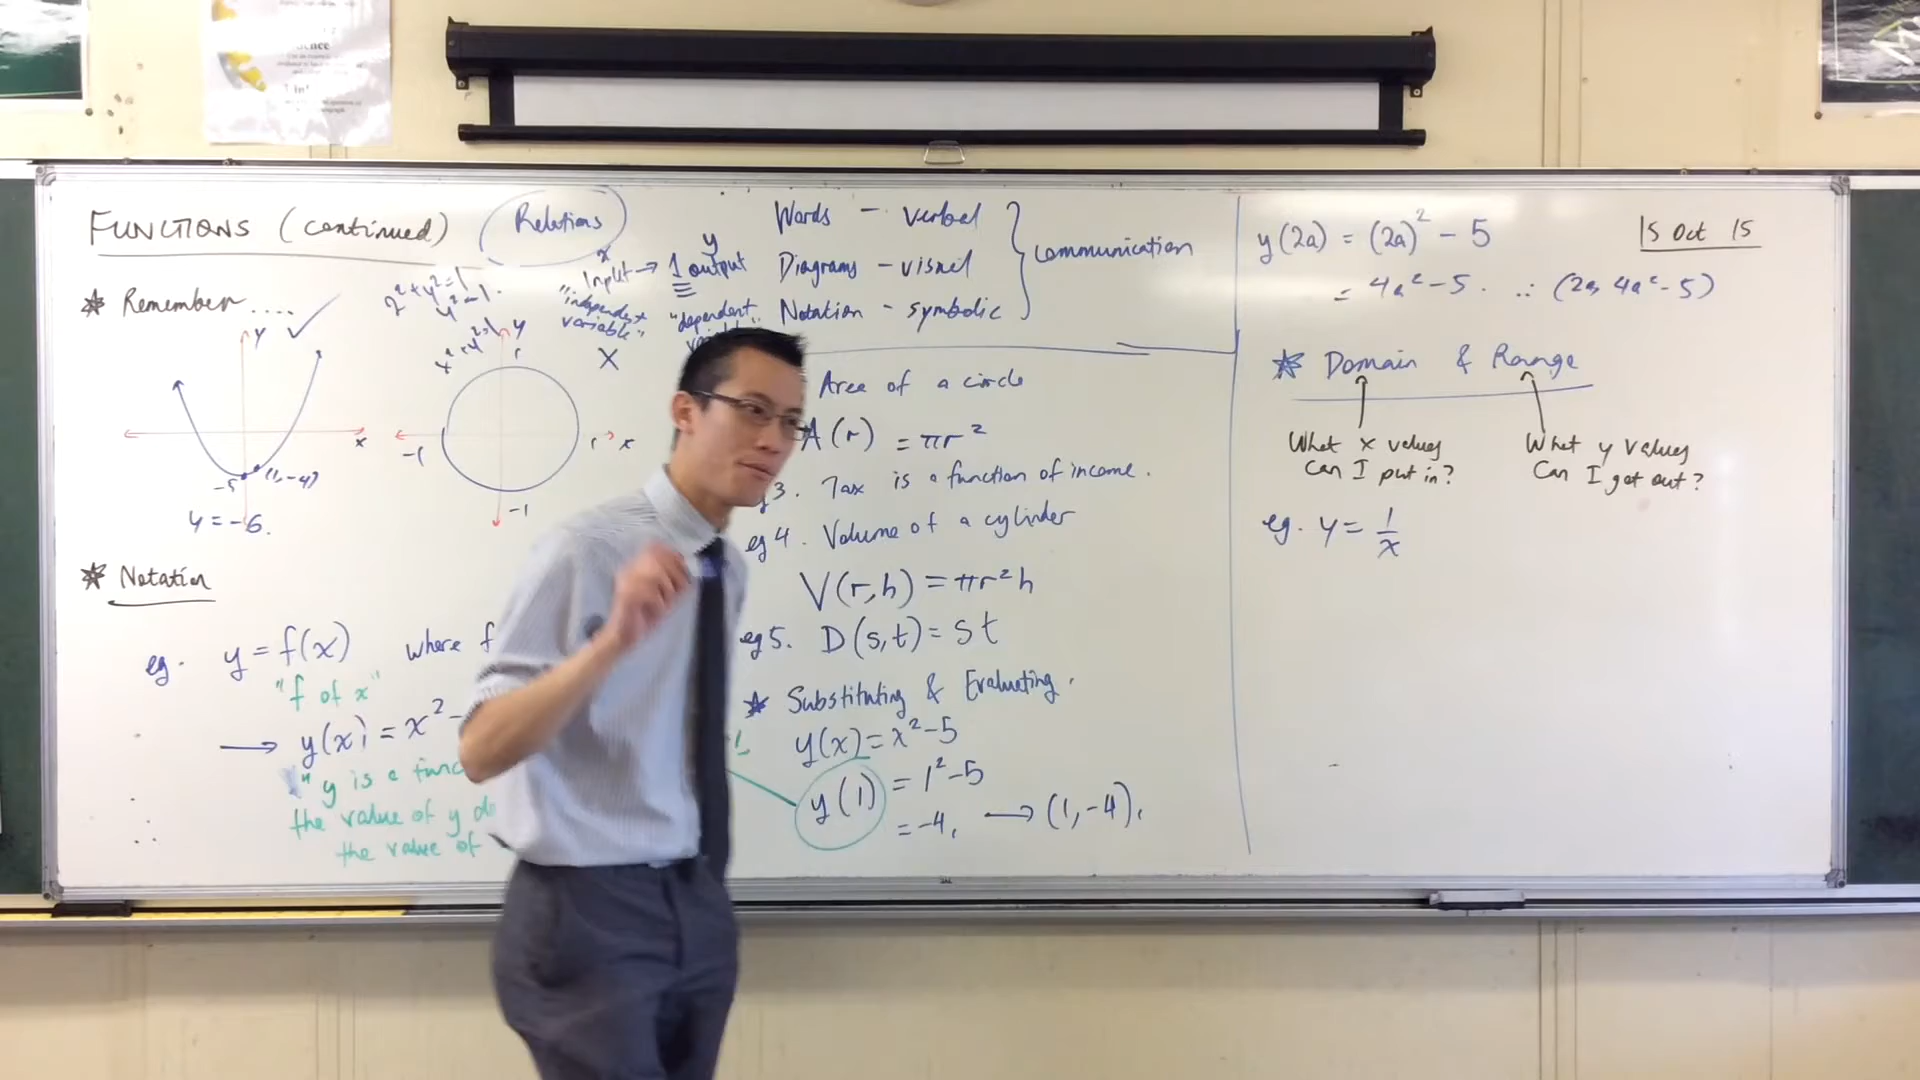 FUNCTIONS (continued)
Relations
* Remember....
x² + y² = 1
y
x
-5
(1,-4)
y = -6.
y
1
-1
x
-1
* Notation
eg. y = f(x) where f
"f of x"
→ y(x) = x² -
"y is a func
the value of y de
the value of
x y
Input → 1 output
"independent
variable"
"dependent
X
Words - verbal
Diagrams - visual
Notation - symbolic
communication
Area of a circle
A(r) = πr²
3. Tax is a function of income.
eg 4. Volume of a cylinder
V(r,h) = πr²h
eg 5. D(s,t) = st
* Substituting & Evaluating.
y(x) = x² - 5
y(1) = 1² - 5
= -4, → (1,-4).
15 Oct 15
y(2a) = (2a)² - 5
= 4a² - 5. ∴ (2a, 4a² - 5)
* Domain & Range
What x values
can I put in?
What y values
Can I get out?
eg. y = 1/x